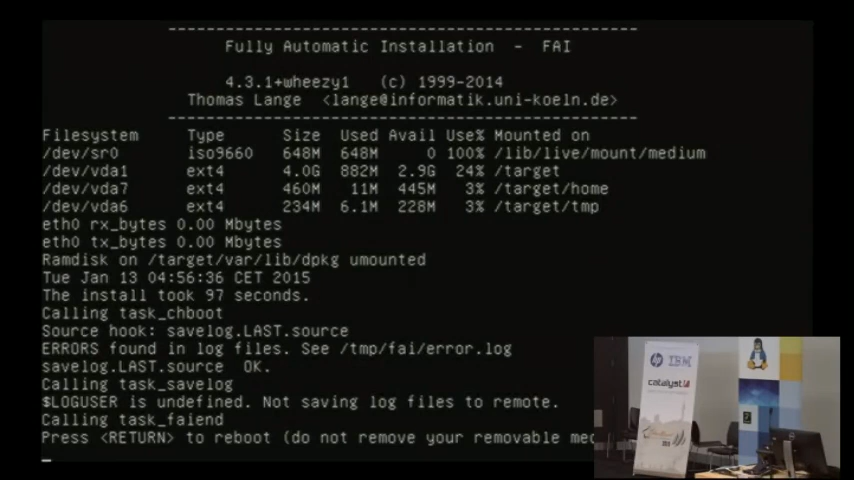 Fully Automatic Installation - FAI
4.3.1+wheezy1 (c) 1999-2014
Thomas Lange <lange@informatik.uni-koeln.de>
Filesystem Type Size Used Avail Use% Mounted on
/dev/sr0 iso9660 648M 648M 0 100% /lib/live/mount/medium
/dev/vda1 ext4 4.0G 882M 2.9G 24% /target
/dev/vda7 ext4 460M 11M 445M 3% /target/home
/dev/vda6 ext4 234M 6.1M 228M 3% /target/tmp
eth0 rx_bytes 0.00 Mbytes
eth0 tx_bytes 0.00 Mbytes
Ramdisk on /target/var/lib/dpkg umounted
Tue Jan 13 04:56:36 CET 2015
The install took 97 seconds.
Calling task_chboot
Source hook: savelog.LAST.source
ERRORS found in log files. See /tmp/fai/error.log
savelog.LAST.source OK.
Calling task_savelog
$LOGUSER is undefined. Not saving log files to remote.
Calling task_faiend
Press <RETURN> to reboot (do not remove your removable med
hp IBM
catalyst